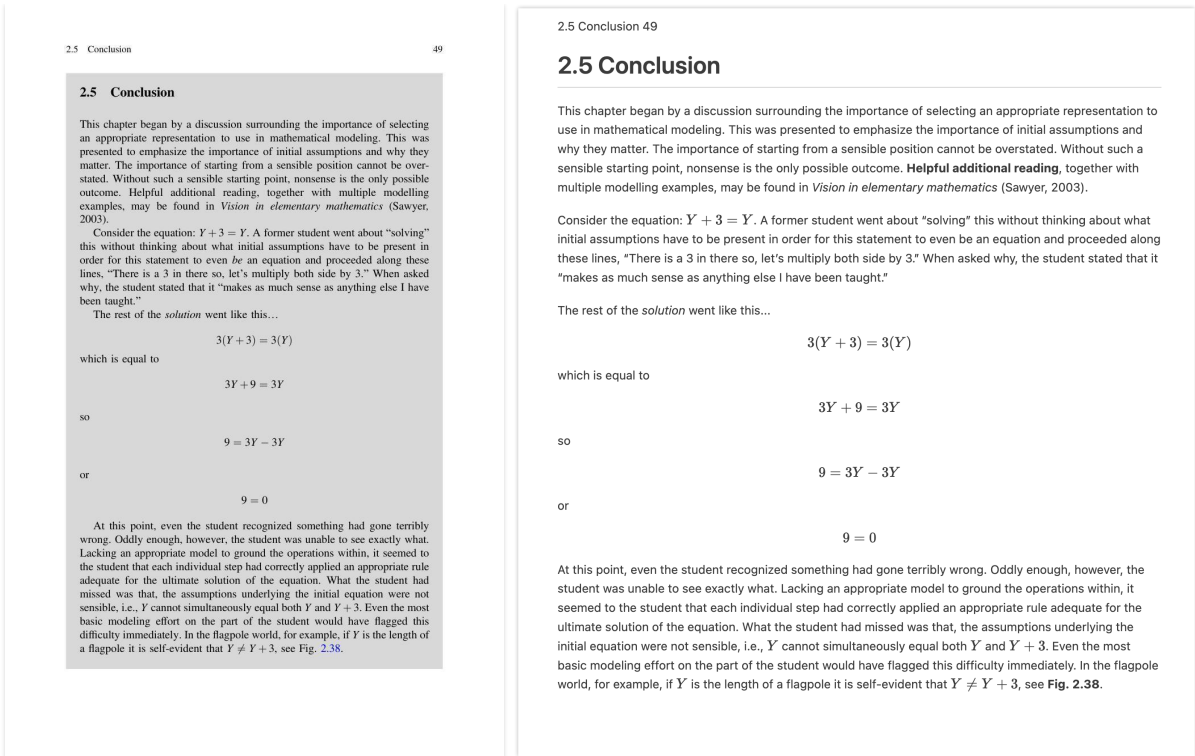 2.5 Conclusion 49
2.5 Conclusion
This chapter began by a discussion surrounding the importance of selecting
an appropriate representation to use in mathematical modeling. This was
presented to emphasize the importance of initial assumptions and why they
matter. The importance of starting from a sensible position cannot be over-
stated. Without such a sensible starting point, nonsense is the only possible
outcome. Helpful additional reading, together with multiple modelling
examples, may be found in Vision in elementary mathematics (Sawyer,
2003).
Consider the equation: Y + 3 = Y. A former student went about “solving”
this without thinking about what initial assumptions have to be present in
order for this statement to even be an equation and proceeded along these
lines, “There is a 3 in there so, let’s multiply both side by 3.” When asked
why, the student stated that it “makes as much sense as anything else I have
been taught.”
The rest of the solution went like this…
3(Y + 3) = 3(Y)
which is equal to
3Y + 9 = 3Y
so
9 = 3Y − 3Y
or
9 = 0
At this point, even the student recognized something had gone terribly
wrong. Oddly enough, however, the student was unable to see exactly what.
Lacking an appropriate model to ground the operations within, it seemed to
the student that each individual step had correctly applied an appropriate rule
adequate for the ultimate solution of the equation. What the student had
missed was that, the assumptions underlying the initial equation were not
sensible, i.e., Y cannot simultaneously equal both Y and Y + 3. Even the most
basic modeling effort on the part of the student would have flagged this
difficulty immediately. In the flagpole world, for example, if Y is the length of
a flagpole it is self-evident that Y ≠ Y + 3, see Fig. 2.38.
2.5 Conclusion 49
2.5 Conclusion
This chapter began by a discussion surrounding the importance of selecting an appropriate representation to
use in mathematical modeling. This was presented to emphasize the importance of initial assumptions and
why they matter. The importance of starting from a sensible position cannot be overstated. Without such a
sensible starting point, nonsense is the only possible outcome. Helpful additional reading, together with
multiple modelling examples, may be found in Vision in elementary mathematics (Sawyer, 2003).
Consider the equation: Y + 3 = Y. A former student went about “solving” this without thinking about what
initial assumptions have to be present in order for this statement to even be an equation and proceeded along
these lines, “There is a 3 in there so, let’s multiply both side by 3.” When asked why, the student stated that it
“makes as much sense as anything else I have been taught.”
The rest of the solution went like this...
3(Y + 3) = 3(Y)
which is equal to
3Y + 9 = 3Y
so
9 = 3Y − 3Y
or
9 = 0
At this point, even the student recognized something had gone terribly wrong. Oddly enough, however, the
student was unable to see exactly what. Lacking an appropriate model to ground the operations within, it
seemed to the student that each individual step had correctly applied an appropriate rule adequate for the
ultimate solution of the equation. What the student had missed was that, the assumptions underlying the
initial equation were not sensible, i.e., Y cannot simultaneously equal both Y and Y + 3. Even the most
basic modeling effort on the part of the student would have flagged this difficulty immediately. In the flagpole
world, for example, if Y is the length of a flagpole it is self-evident that Y ≠ Y + 3, see Fig. 2.38.